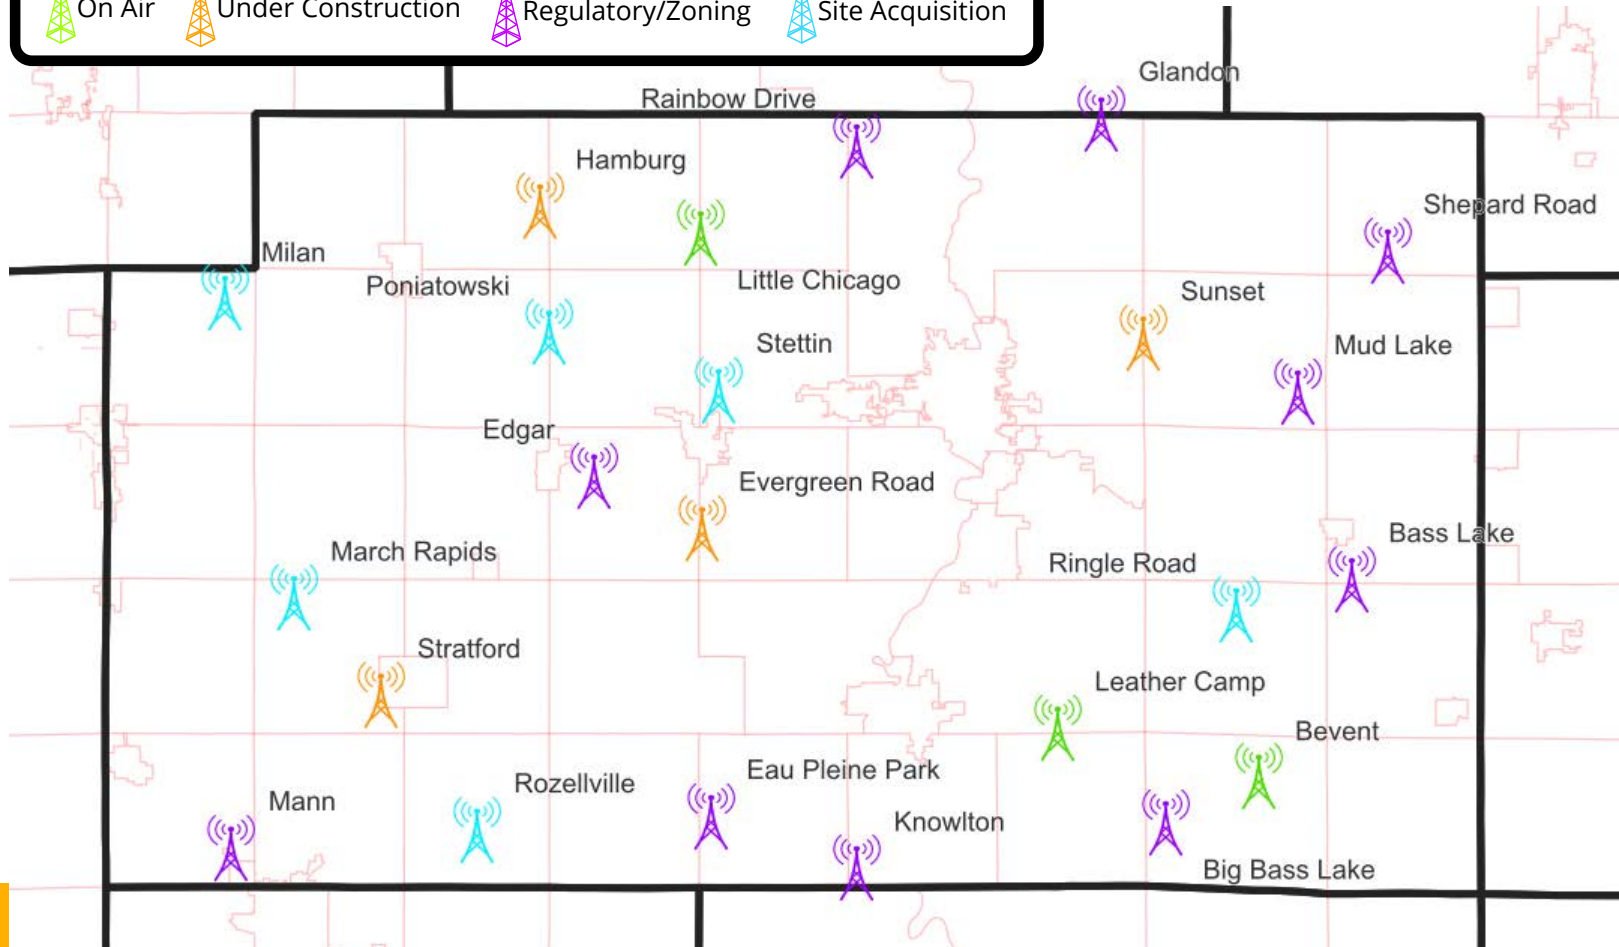 On Air
Under Construction
Regulatory/Zoning
Site Acquisition
Glandon
Rainbow Drive
Hamburg
Shepard Road
Milan
Poniatowski
Little Chicago
Sunset
Stettin
Mud Lake
Edgar
Evergreen Road
Bass Lake
March Rapids
Ringle Road
Stratford
Leather Camp
Bevent
Eau Pleine Park
Rozellville
Mann
Knowlton
Big Bass Lake